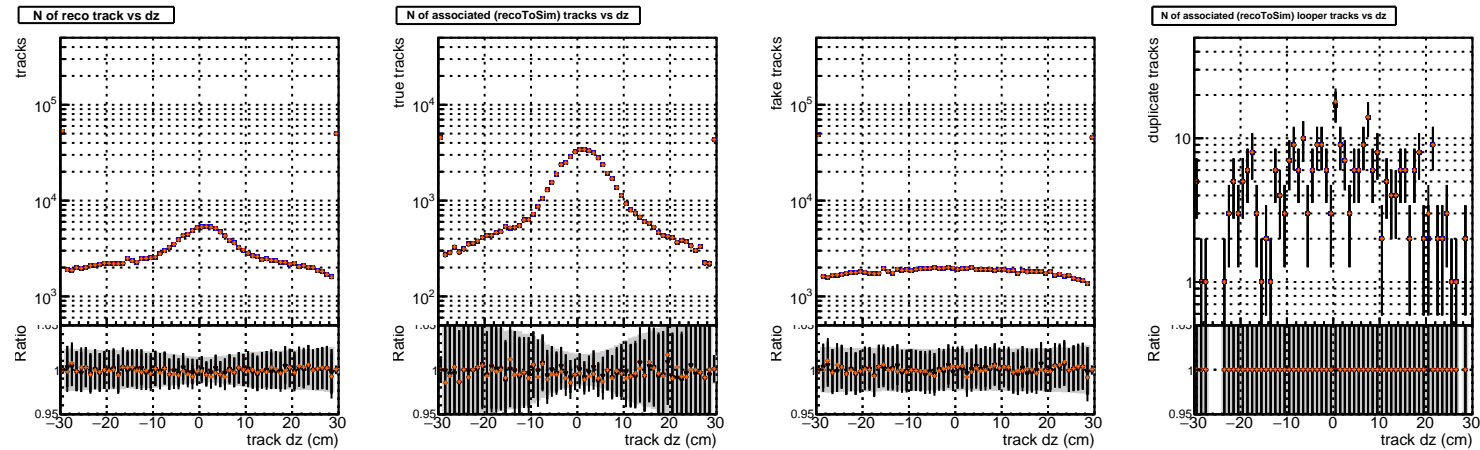 N of reco track vs dz
tracks
10^5
10^4
10^3
Ratio
1
0.95
−30 −20 −10 0 10 20 30
track dz (cm)
N of associated (recoToSim) tracks vs dz
true tracks
10^4
10^3
10^2
Ratio
1
0.95
−30 −20 −10 0 10 20 30
track dz (cm)
fake tracks
10^5
10^4
10^3
Ratio
1
0.95
−30 −20 −10 0 10 20 30
track dz (cm)
N of associated (recoToSim) looper tracks vs dz
duplicate tracks
10
1
Ratio
1
0.95
−30 −20 −10 0 10 20 30
track dz (cm)